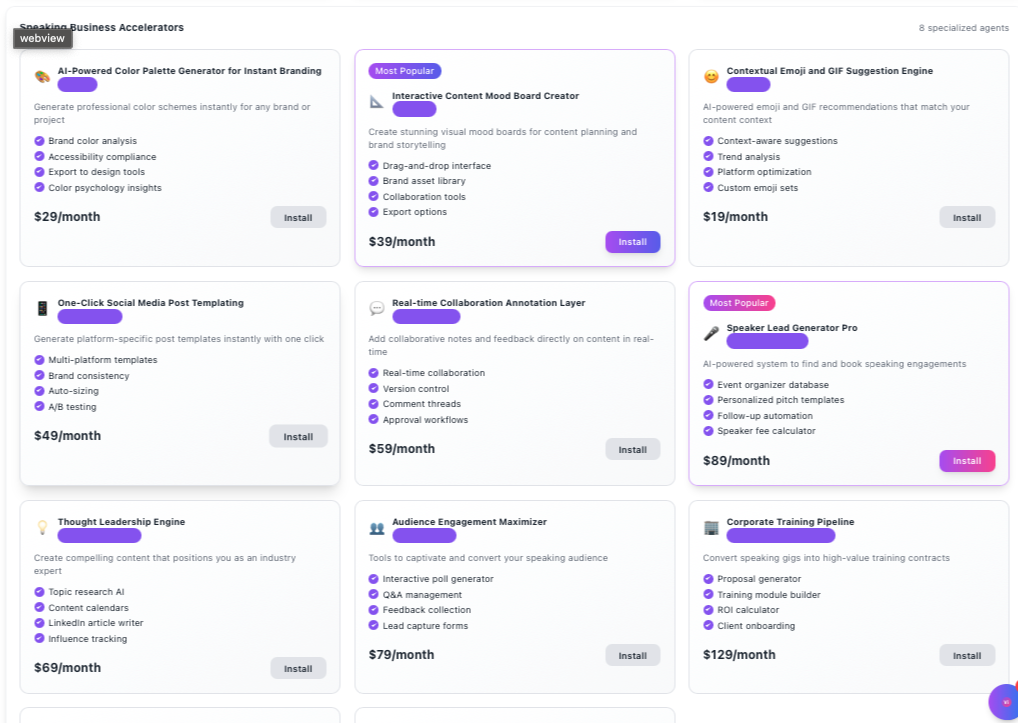 Speaking Business Accelerators
8 specialized agents
webview
AI-Powered Color Palette Generator for Instant Branding
Generate professional color schemes instantly for any brand or
project
Brand color analysis
Accessibility compliance
Export to design tools
Color psychology insights
$29/month
Install
Most Popular
Interactive Content Mood Board Creator
Create stunning visual mood boards for content planning and
brand storytelling
Drag-and-drop interface
Brand asset library
Collaboration tools
Export options
$39/month
Install
Contextual Emoji and GIF Suggestion Engine
AI-powered emoji and GIF recommendations that match your
content context
Context-aware suggestions
Trend analysis
Platform optimization
Custom emoji sets
$19/month
Install
One-Click Social Media Post Templating
Generate platform-specific post templates instantly with one click
Multi-platform templates
Brand consistency
Auto-sizing
A/B testing
$49/month
Install
Real-time Collaboration Annotation Layer
Add collaborative notes and feedback directly on content in real-
time
Real-time collaboration
Version control
Comment threads
Approval workflows
$59/month
Install
Most Popular
Speaker Lead Generator Pro
AI-powered system to find and book speaking engagements
Event organizer database
Personalized pitch templates
Follow-up automation
Speaker fee calculator
$89/month
Install
Thought Leadership Engine
Create compelling content that positions you as an industry
expert
Topic research AI
Content calendars
LinkedIn article writer
Influence tracking
$69/month
Install
Audience Engagement Maximizer
Tools to captivate and convert your speaking audience
Interactive poll generator
Q&A management
Feedback collection
Lead capture forms
$79/month
Install
Corporate Training Pipeline
Convert speaking gigs into high-value training contracts
Proposal generator
Training module builder
ROI calculator
Client onboarding
$129/month
Install